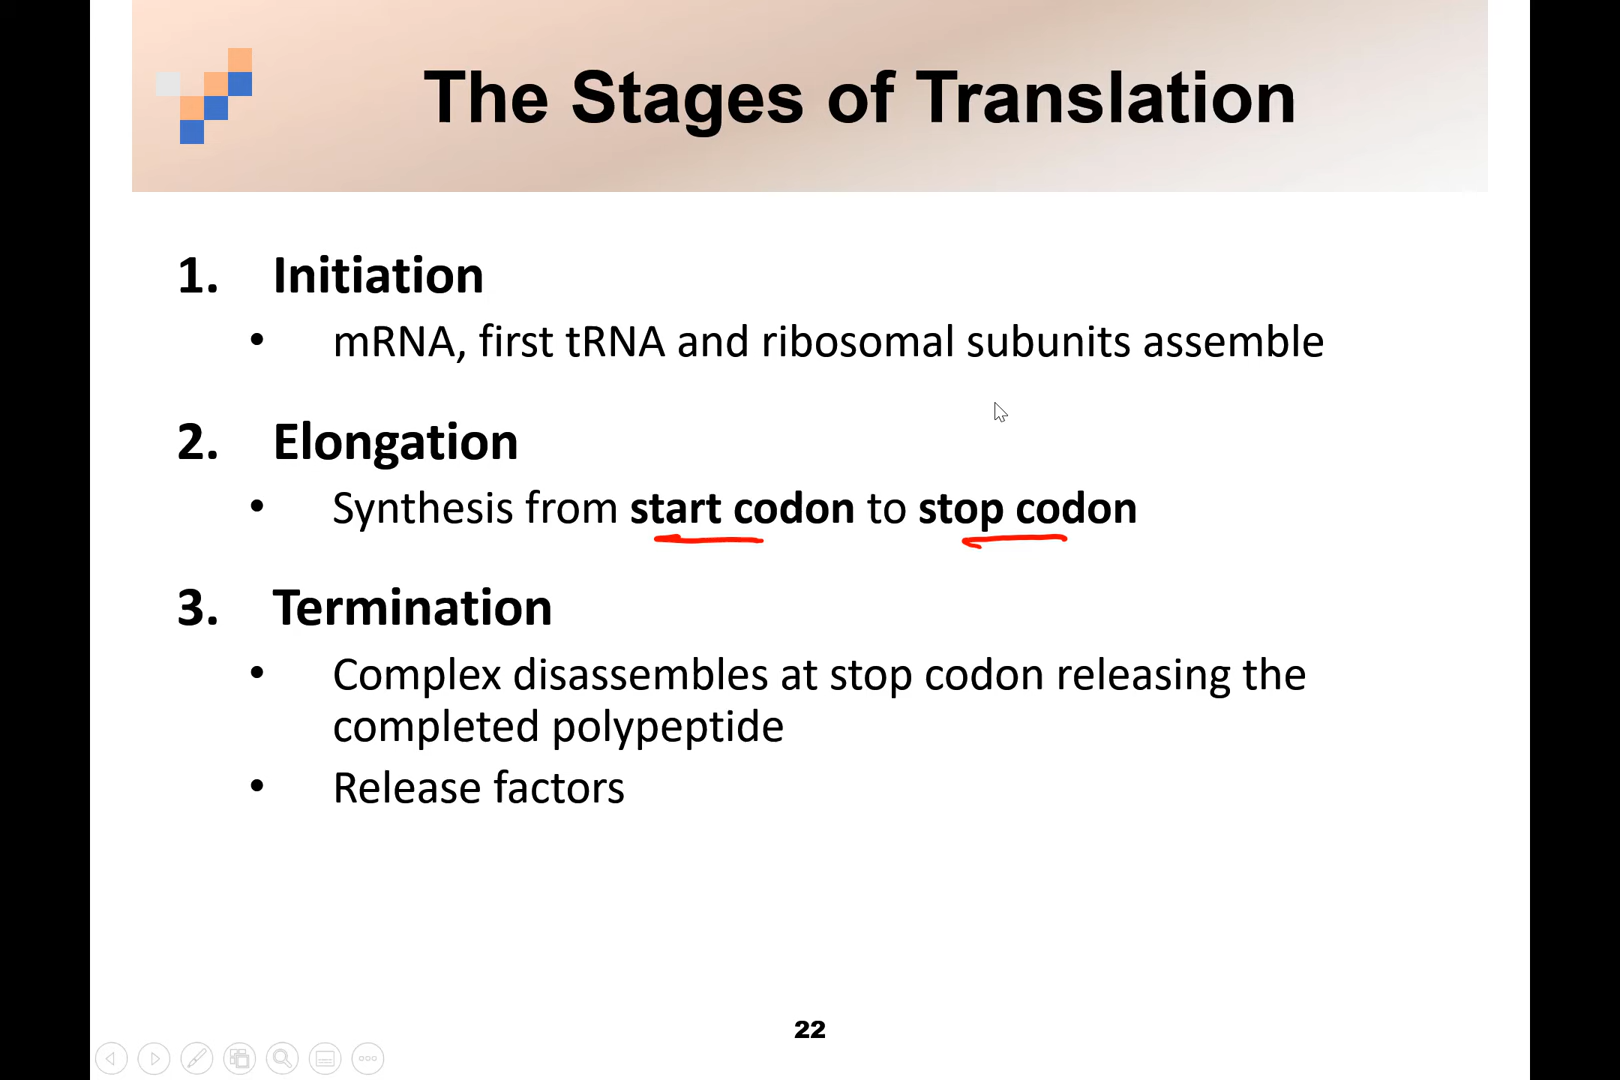 The Stages of Translation
1. Initiation
• mRNA, first tRNA and ribosomal subunits assemble
2. Elongation
• Synthesis from start codon to stop codon
3. Termination
• Complex disassembles at stop codon releasing the
completed polypeptide
• Release factors
22